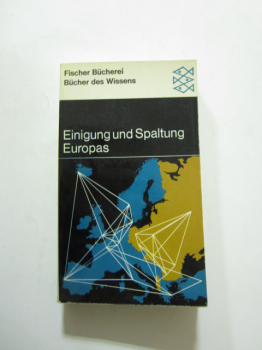 Fischer Bücherei
Bücher des Wissens
Einigung und Spaltung
Europas